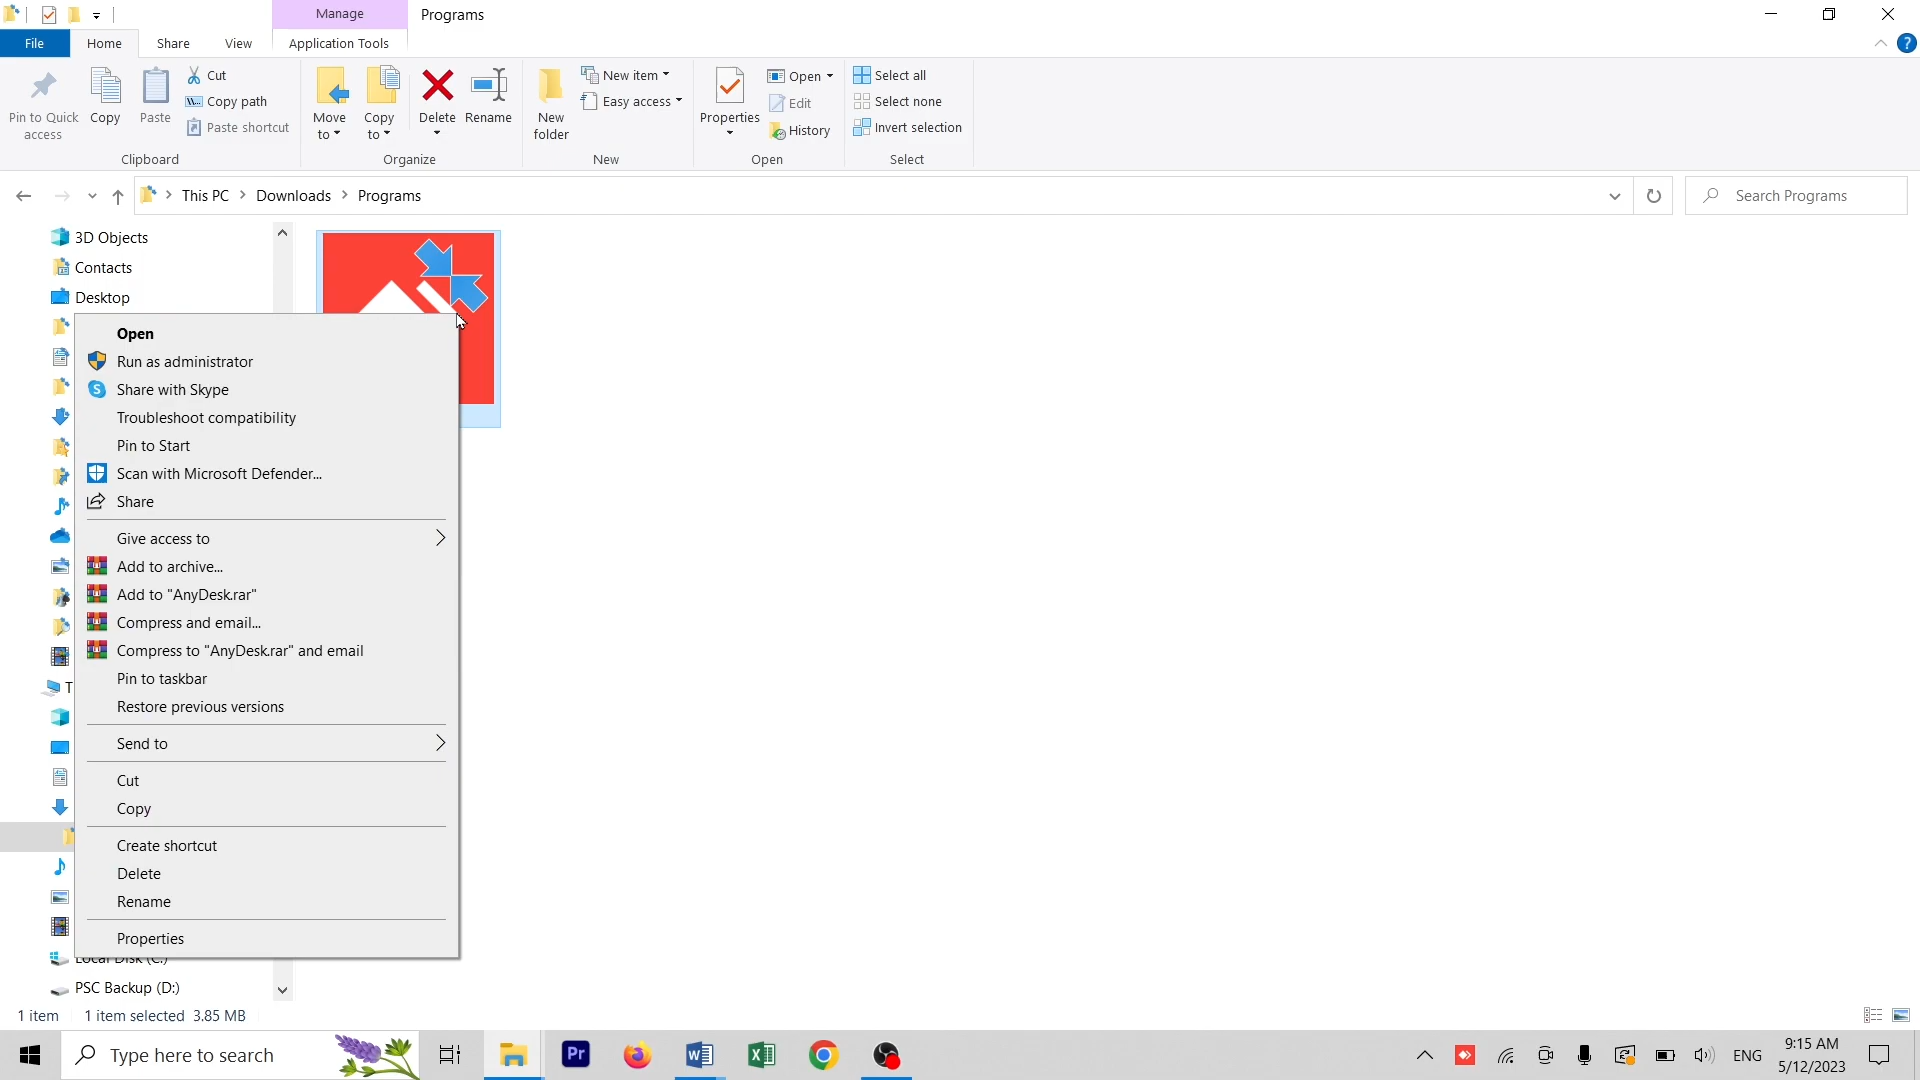 Manage
Programs
File
Home
Share
View
Application Tools
Pin to Quick
access
Copy
Paste
Cut
Copy path
Paste shortcut
Clipboard
Move
to
Copy
to
Delete
Rename
Organize
New
folder
New item
Easy access
New
Properties
Open
Edit
History
Open
Select all
Select none
Invert selection
Select
This PC
Downloads
Programs
Search Programs
3D Objects
Contacts
Desktop
Open
Run as administrator
Share with Skype
Troubleshoot compatibility
Pin to Start
Scan with Microsoft Defender...
Share
Give access to
Add to archive...
Add to "AnyDesk.rar"
Compress and email...
Compress to "AnyDesk.rar" and email
Pin to taskbar
Restore previous versions
T
Send to
Cut
Copy
Create shortcut
Delete
Rename
Properties
Local Disk (C:)
PSC Backup (D:)
1 item
1 item selected 3.85 MB
Type here to search
Pr
ENG
9:15 AM
5/12/2023